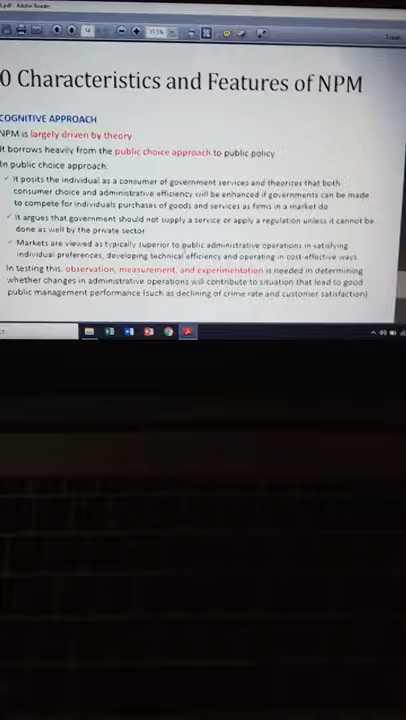 .pdf - Adobe Reader
14
77.5%
0 Characteristics and Features of NPM
COGNITIVE APPROACH
NPM is largely driven by theory
It borrows heavily from the public choice approach to public policy
In public choice approach:
✓ It posits the individual as a consumer of government services and theorizes that both
consumer choice and administrative efficiency will be enhanced if governments can be made
to compete for individuals purchases of goods and services as firms in a market do
✓ It argues that government should not supply a service or apply a regulation unless it cannot be
done as well by the private sector
✓ Markets are viewed as typically superior to public administrative operations in satisfying
individual preferences, developing technical efficiency and operating in cost-effective ways
In testing this, observation, measurement, and experimentation is needed in determining
whether changes in administrative operations will contribute to situation that lead to good
public management performance (such as declining of crime rate and customer satisfaction)